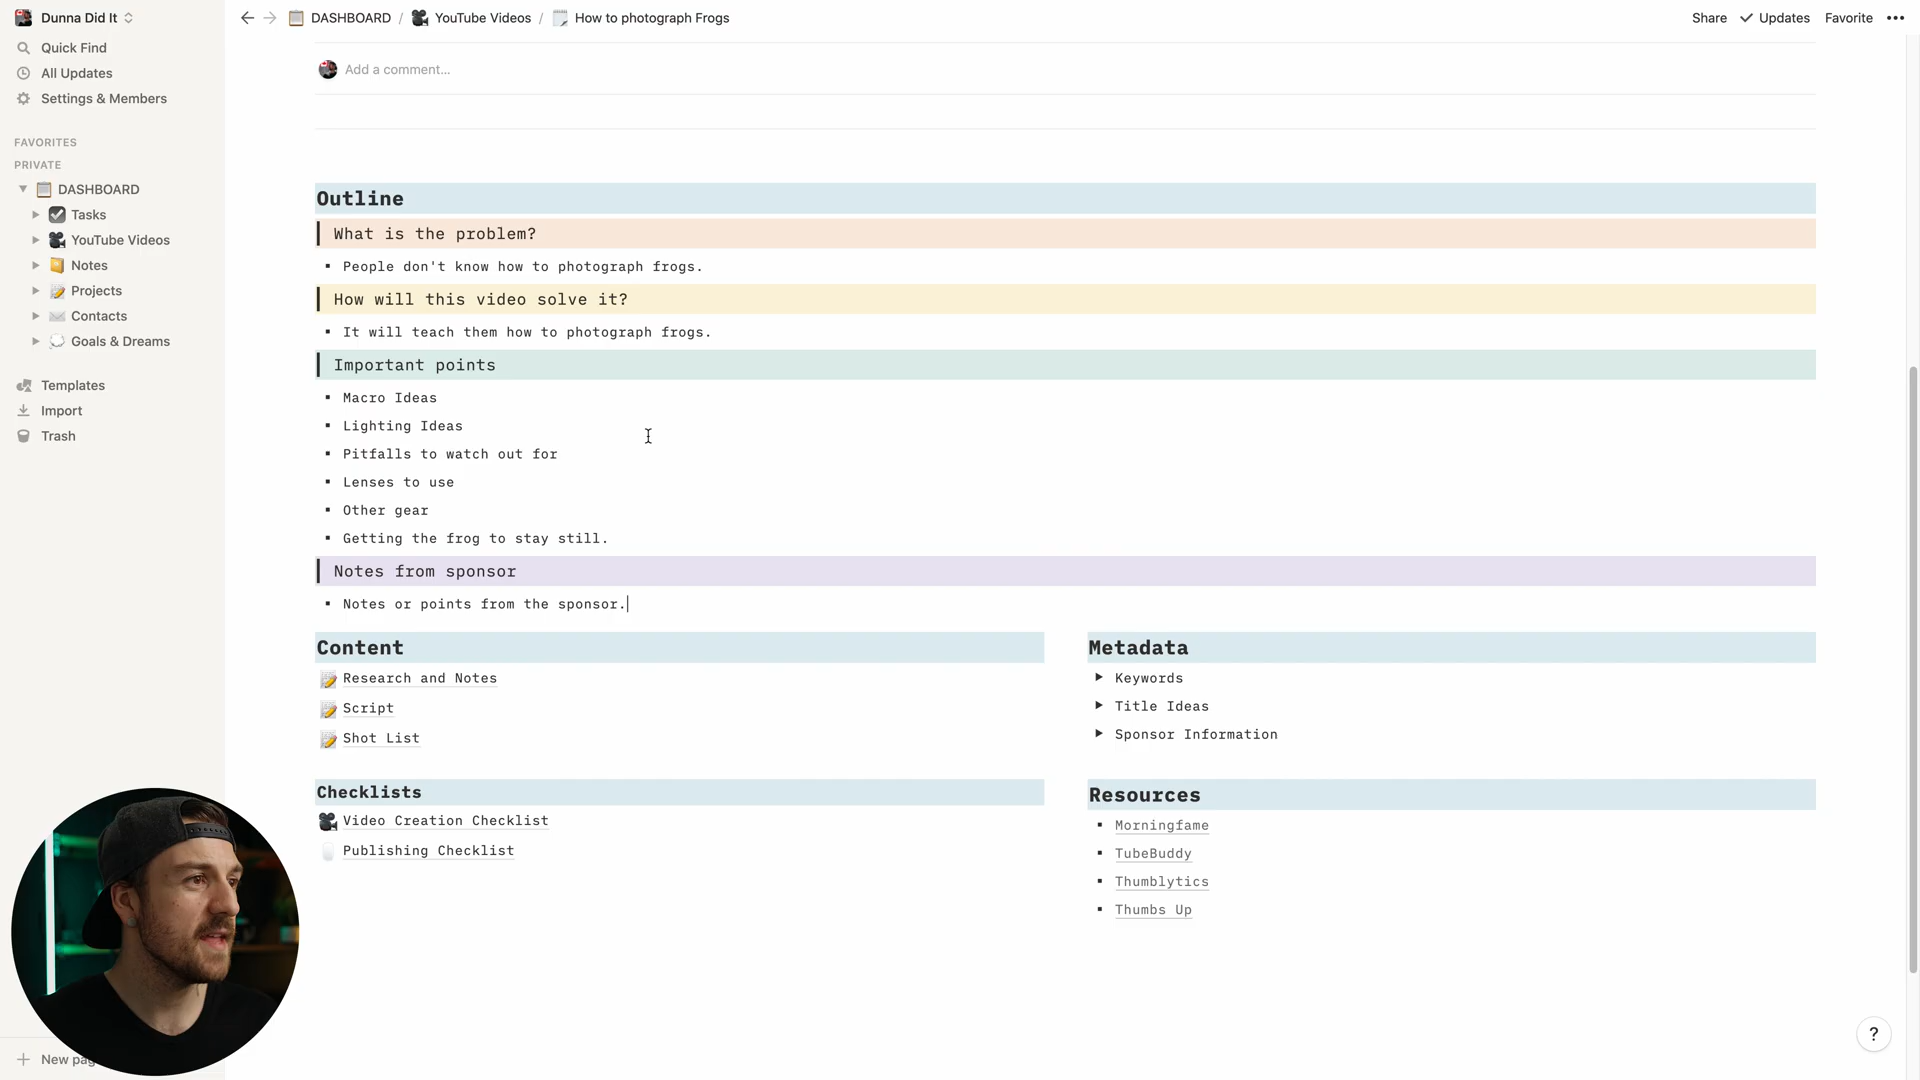 Dunna Did It
DASHBOARD / YouTube Videos / How to photograph Frogs
Share Updates Favorite •••
Quick Find
All Updates
Settings & Members
FAVORITES
PRIVATE
DASHBOARD
Tasks
YouTube Videos
Notes
Projects
Contacts
Goals & Dreams
Templates
Import
Trash
New pag
Add a comment...
Outline
What is the problem?
People don't know how to photograph frogs.
How will this video solve it?
It will teach them how to photograph frogs.
Important points
Macro Ideas
Lighting Ideas
Pitfalls to watch out for
Lenses to use
Other gear
Getting the frog to stay still.
Notes from sponsor
Notes or points from the sponsor.
Content
Research and Notes
Script
Shot List
Metadata
Keywords
Title Ideas
Sponsor Information
Checklists
Video Creation Checklist
Publishing Checklist
Resources
Morningfame
TubeBuddy
Thumblytics
Thumbs Up
?